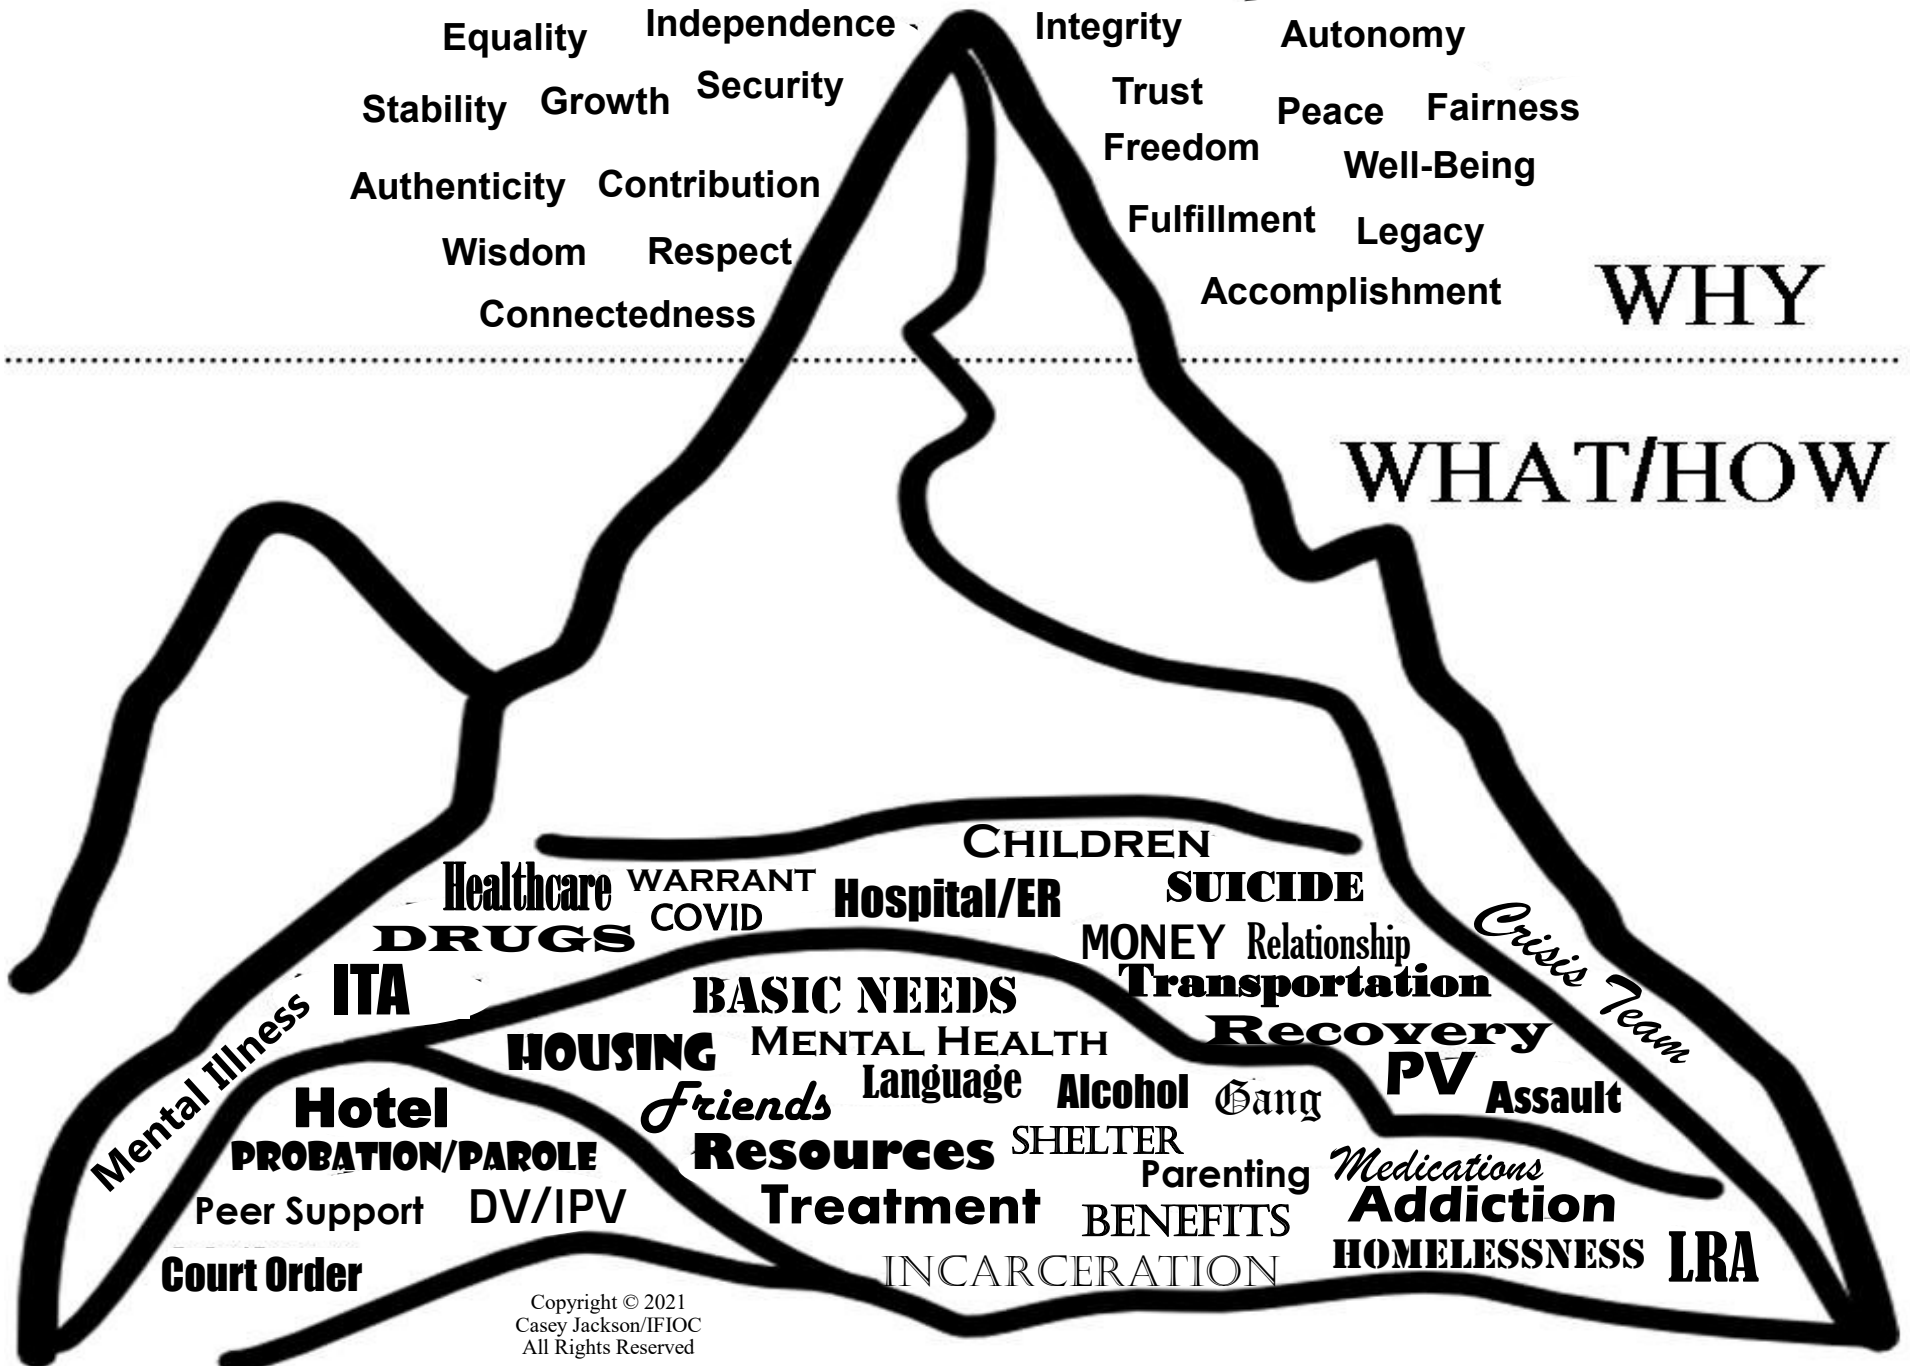 Equality
Independence
Integrity
Autonomy
Stability
Growth
Security
Trust
Peace
Fairness
Freedom
Well-Being
Authenticity
Contribution
Fulfillment
Legacy
Wisdom
Respect
Accomplishment
Connectedness
WHY
WHAT/HOW
CHILDREN
Healthcare
WARRANT
COVID
Hospital/ER
SUICIDE
DRUGS
MONEY
Relationship
Crisis Team
ITA
Transportation
Mental Illness
BASIC NEEDS
Recovery
HOUSING
MENTAL HEALTH
PV
Language
Alcohol
Gang
Assault
Hotel
Friends
PROBATION/PAROLE
Resources
SHELTER
Parenting
Medications
Peer Support
DV/IPV
Treatment
BENEFITS
Addiction
Court Order
INCARCERATION
HOMELESSNESS
LRA
Copyright © 2021
Casey Jackson/IFIOC
All Rights Reserved